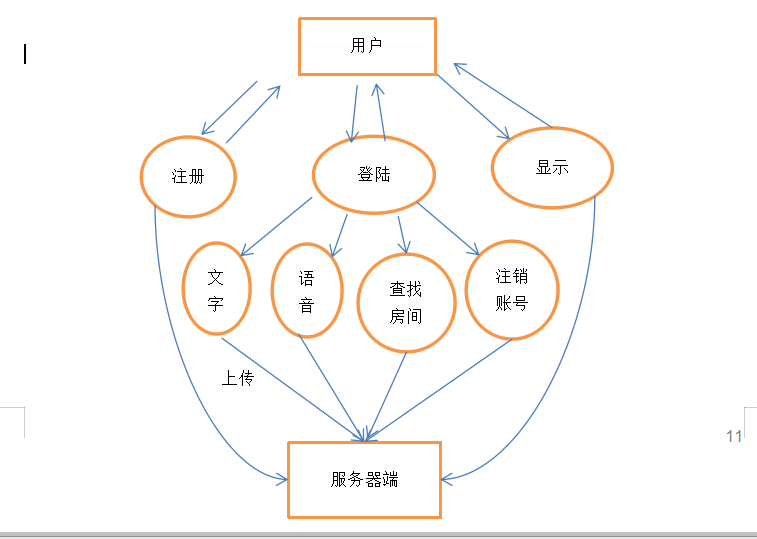 用户
注册
登陆
显示
文
字
语
音
查找
房间
注销
账号
上传
11
服务器端